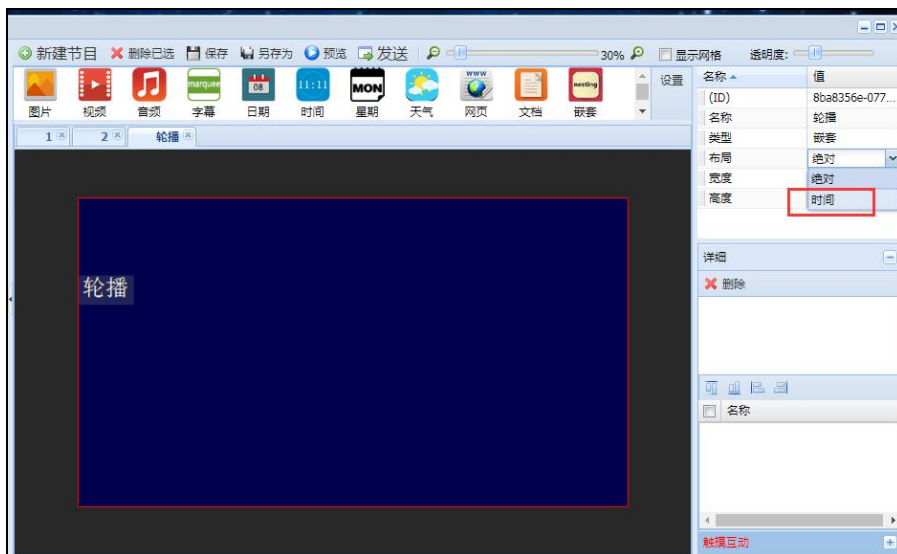 新建节目 删除已选 保存 另存为 预览 发送 30% 显示网格 透明度:
marquee 08 11:11 MON www nesting
图片 视频 音频 字幕 日期 时间 星期 天气 网页 文档 嵌套
设置
1 2 轮播
轮播
名称 值
(ID) 8ba8356e-077...
名称 轮播
类型 嵌套
布局 绝对
宽度 绝对
高度 时间
详细
删除
名称
触摸互动